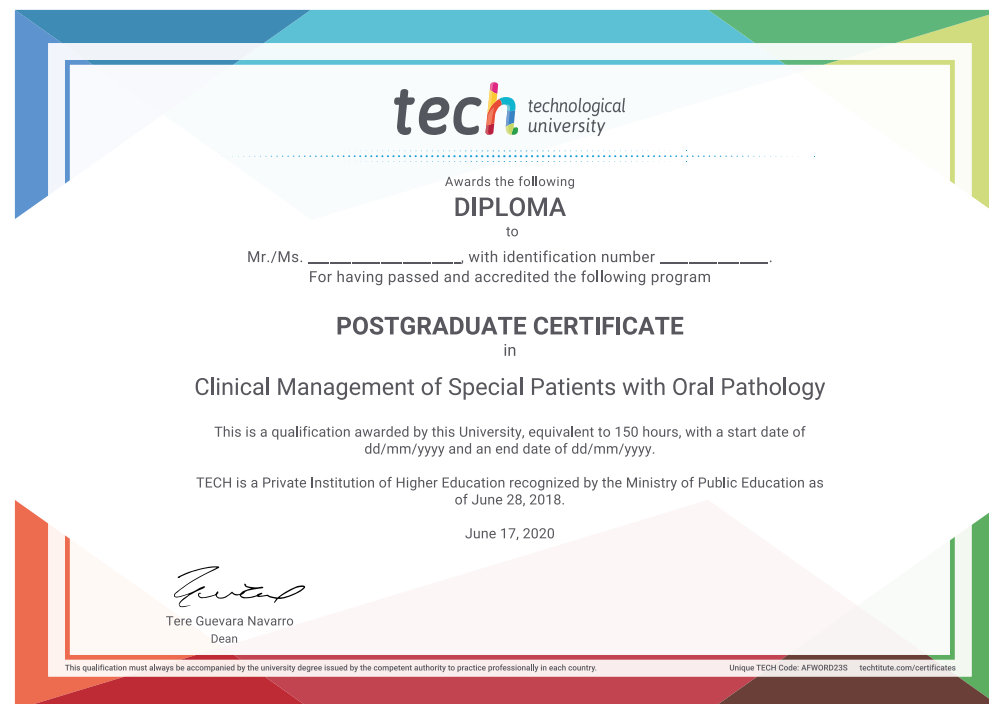 tech technological
university
Awards the following
DIPLOMA
to
Mr./Ms. ____________________, with identification number ______________.
For having passed and accredited the following program
POSTGRADUATE CERTIFICATE
in
Clinical Management of Special Patients with Oral Pathology
This is a qualification awarded by this University, equivalent to 150 hours, with a start date of
dd/mm/yyyy and an end date of dd/mm/yyyy.
TECH is a Private Institution of Higher Education recognized by the Ministry of Public Education as
of June 28, 2018.
June 17, 2020
Tere Guevara Navarro
Dean
This qualification must always be accompanied by the university degree issued by the competent authority to practice professionally in each country. Unique TECH Code: AFWORD23S techtitute.com/certificates